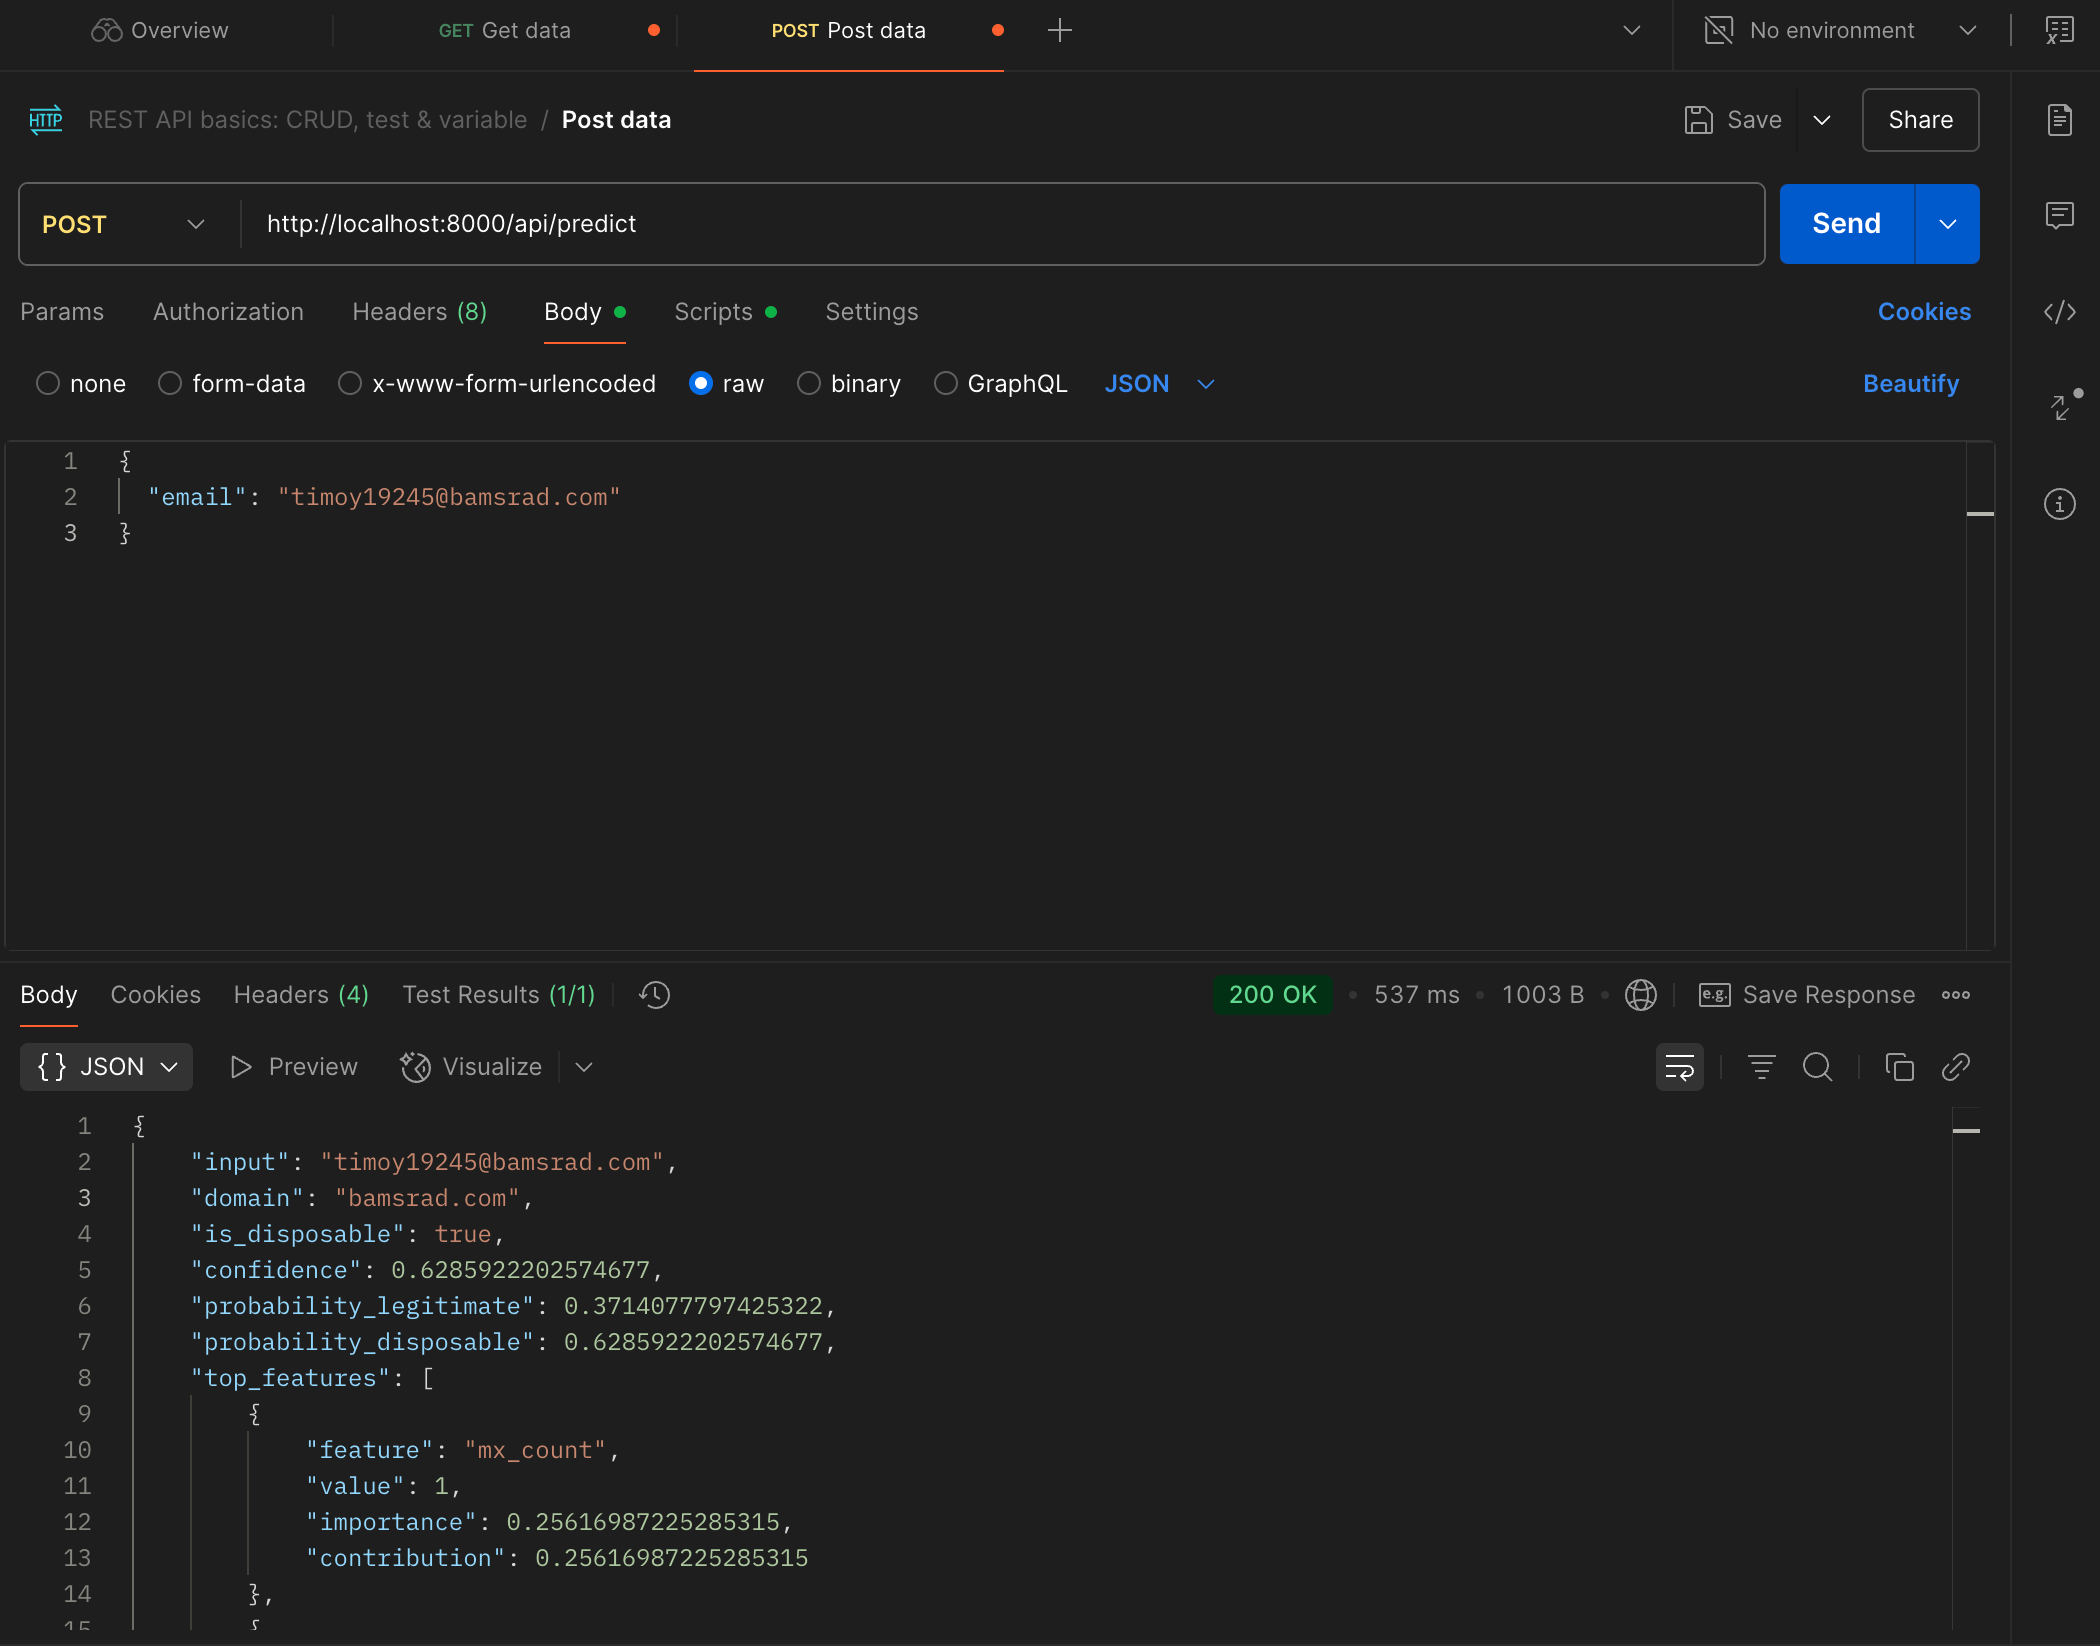 Overview
GET Get data
POST Post data
No environment
HTTP
REST API basics: CRUD, test & variable / Post data
Save
Share
POST
http://localhost:8000/api/predict
Send
Params
Authorization
Headers (8)
Body
Scripts
Settings
Cookies
none
form-data
x-www-form-urlencoded
raw
binary
GraphQL
JSON
Beautify
1 {
2 "email": "timoy19245@bamsrad.com"
3 }
Body
Cookies
Headers (4)
Test Results (1/1)
200 OK
537 ms
1003 B
e.g.
Save Response
{ } JSON
Preview
Visualize
1 {
2 "input": "timoy19245@bamsrad.com",
3 "domain": "bamsrad.com",
4 "is_disposable": true,
5 "confidence": 0.6285922202574677,
6 "probability_legitimate": 0.3714077797425322,
7 "probability_disposable": 0.6285922202574677,
8 "top_features": [
9 {
10 "feature": "mx_count",
11 "value": 1,
12 "importance": 0.25616987225285315,
13 "contribution": 0.25616987225285315
14 },
15 {